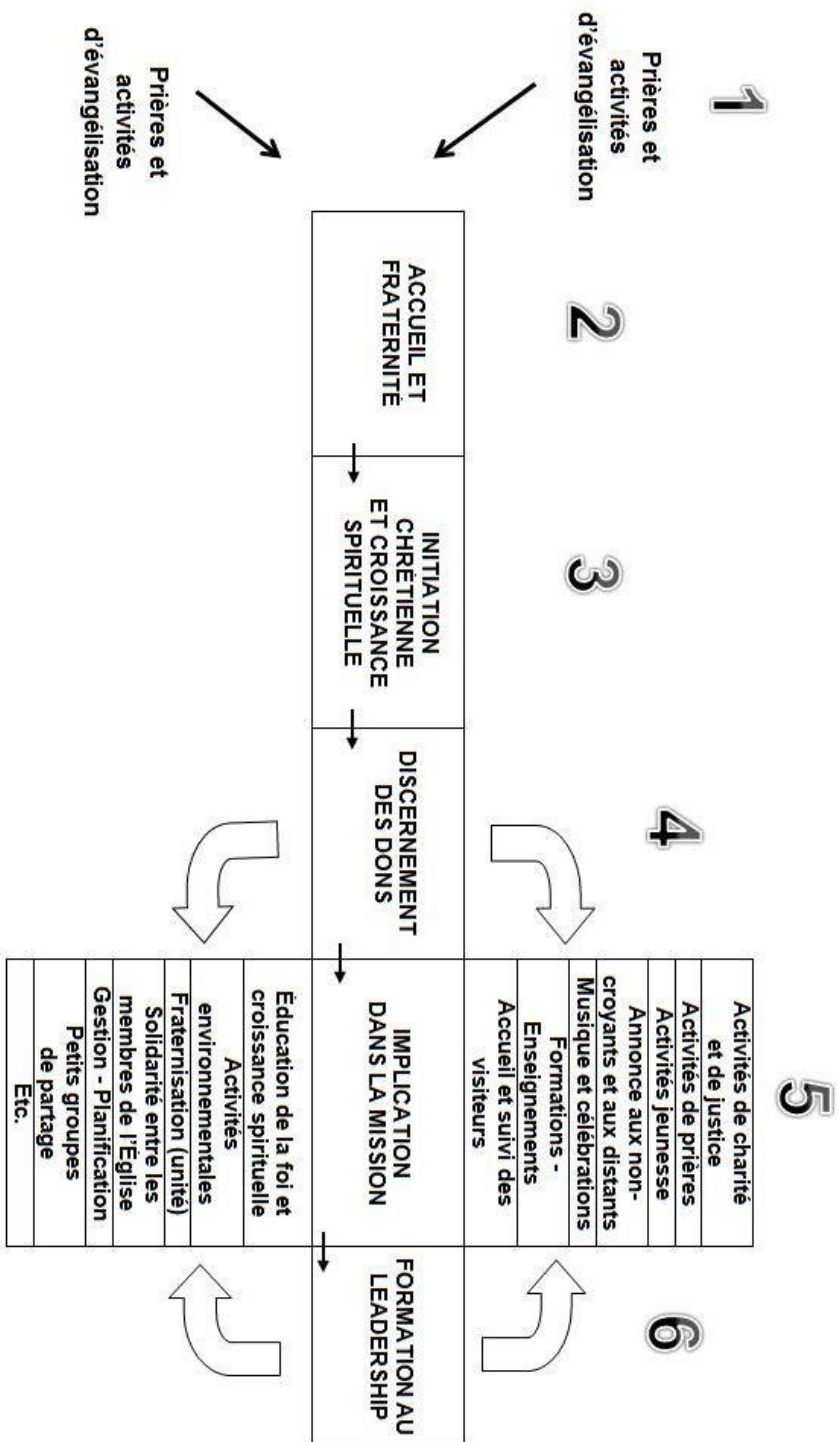 1
Prières et
activités
d'évangélisation
Prières et
activités
d'évangélisation
2
ACCUEIL ET
FRATERNITÉ
3
INITIATION
CHRÉTIENNE
ET CROISSANCE
SPIRITUELLE
4
DISCERNEMENT
DES DONS
5
Activités de charité
et de justice
Activités de prières
Activités jeunesse
Annonce aux non-
croyants et aux distants
Musique et célébrations
Formations -
Enseignements
Accueil et suivi des
visiteurs
IMPLICATION
DANS LA MISSION
Éducation de la foi et
croissance spirituelle
Activités
environnementales
Fraternisation (unité)
Solidarité entre les
membres de l'Église
Gestion - Planification
Petits groupes
de partage
Etc.
6
FORMATION AU
LEADERSHIP